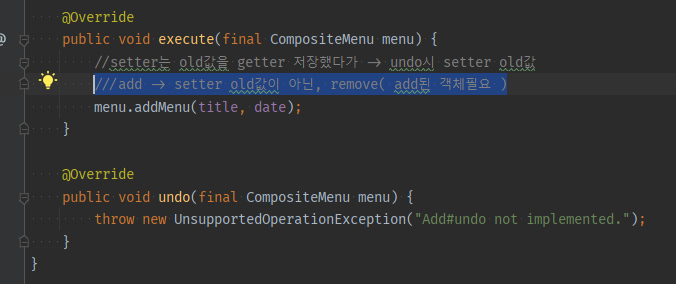 @Override
public void execute(final CompositeMenu menu) {
//setter는 old값을 getter 저장했다가 -> undo시 setter old값
///add -> setter old값이 아닌, remove( add된 객체필요 )
menu.addMenu(title, date);
}
@Override
public void undo(final CompositeMenu menu) {
throw new UnsupportedOperationException("Add#undo not implemented.");
}
}